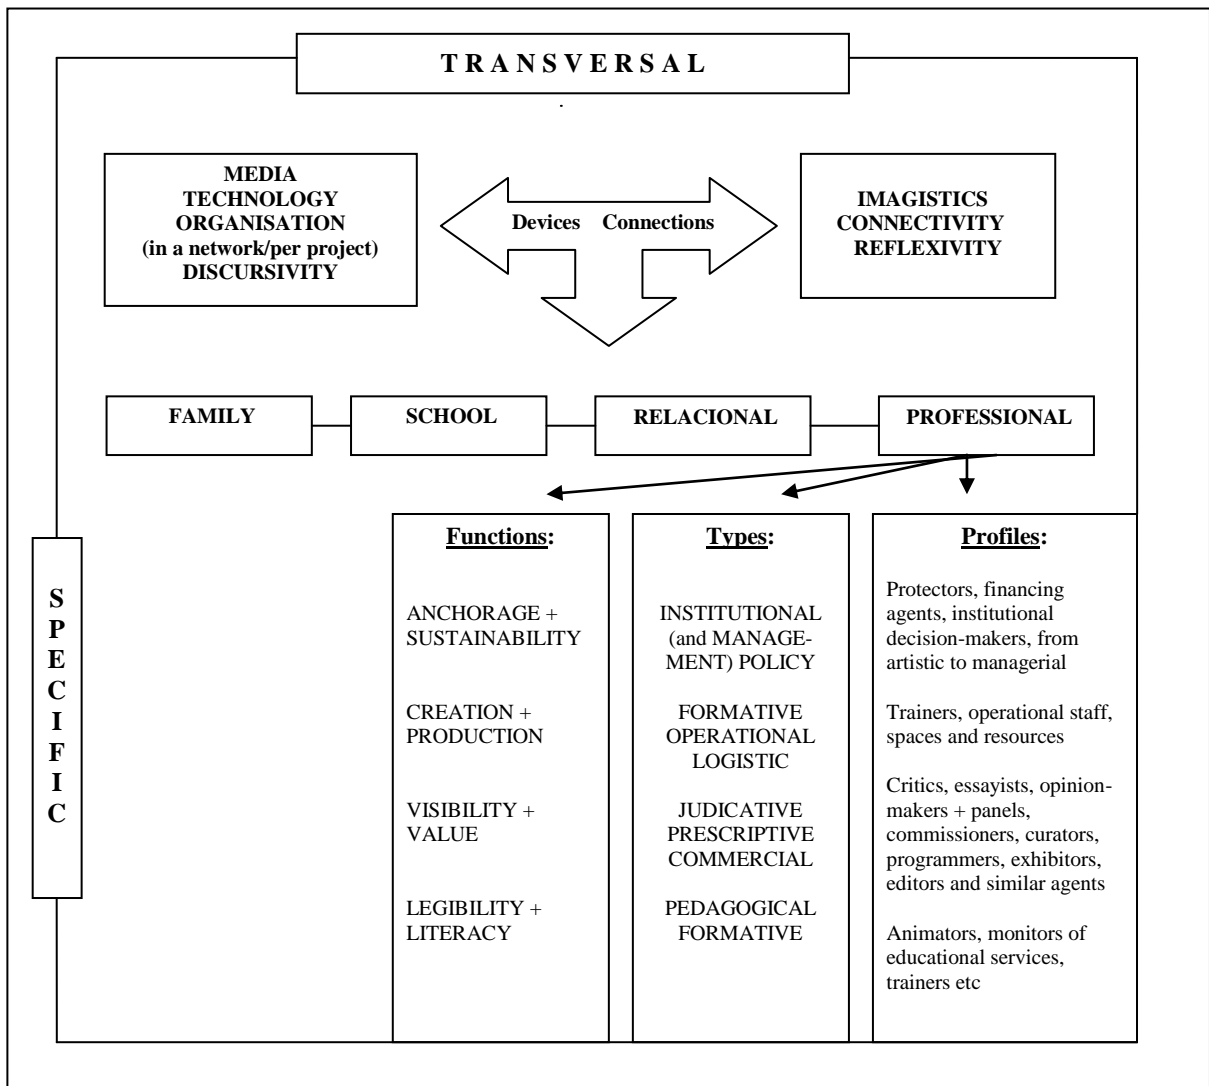 T R A N S V E R S A L
MEDIA
TECHNOLOGY
ORGANISATION
(in a network/per project)
DISCURSIVITY
Devices Connections
IMAGISTICS
CONNECTIVITY
REFLEXIVITY
FAMILY
SCHOOL
RELACIONAL
PROFESSIONAL
S
P
E
C
I
F
I
C
Functions:
ANCHORAGE +
SUSTAINABILITY
CREATION +
PRODUCTION
VISIBILITY +
VALUE
LEGIBILITY +
LITERACY
Types:
INSTITUTIONAL
(and MANAGE-
MENT) POLICY
FORMATIVE
OPERATIONAL
LOGISTIC
JUDICATIVE
PRESCRIPTIVE
COMMERCIAL
PEDAGOGICAL
FORMATIVE
Profiles:
Protectors, financing
agents, institutional
decision-makers, from
artistic to managerial
Trainers, operational staff,
spaces and resources
Critics, essayists, opinion-
makers + panels,
commissioners, curators,
programmers, exhibitors,
editors and similar agents
Animators, monitors of
educational services,
trainers etc